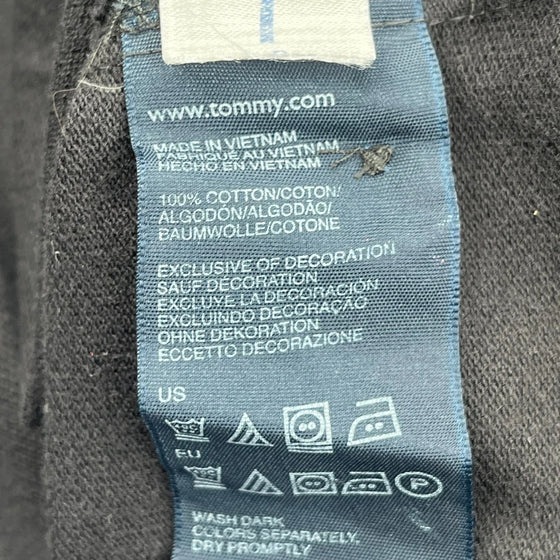 www.tommy.com
MADE IN VIETNAM
FABRIQUÉ AU VIETNAM
HECHO EN VIETNAM
100% COTTON/COTON/
ALGODÓN/ALGODÃO/
BAUMWOLLE/COTONE
EXCLUSIVE OF DECORATION
SAUF DECORATION
EXCLUYE LA DECORACIÓN
EXCLUINDO DECORAÇÃO
OHNE DEKORATION
ECCETTO DECORAZIONE
US
EU
P
WASH DARK
COLORS SEPARATELY,
DRY PROMPTLY